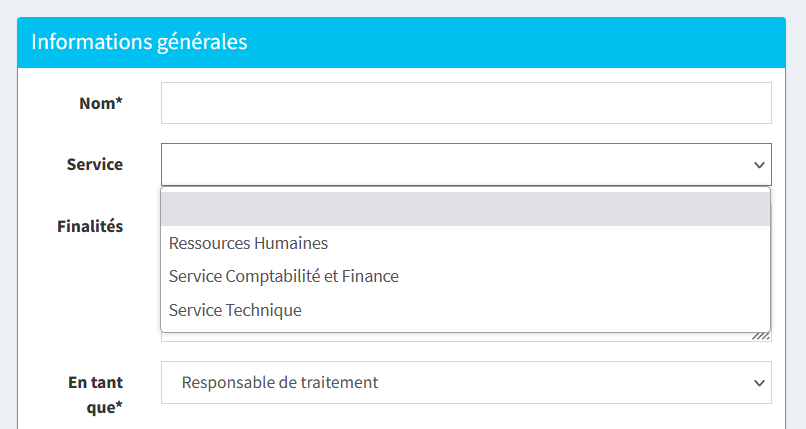 Informations générales
Nom*
Service
Finalités
Ressources Humaines
Service Comptabilité et Finance
Service Technique
En tant
que*
Responsable de traitement